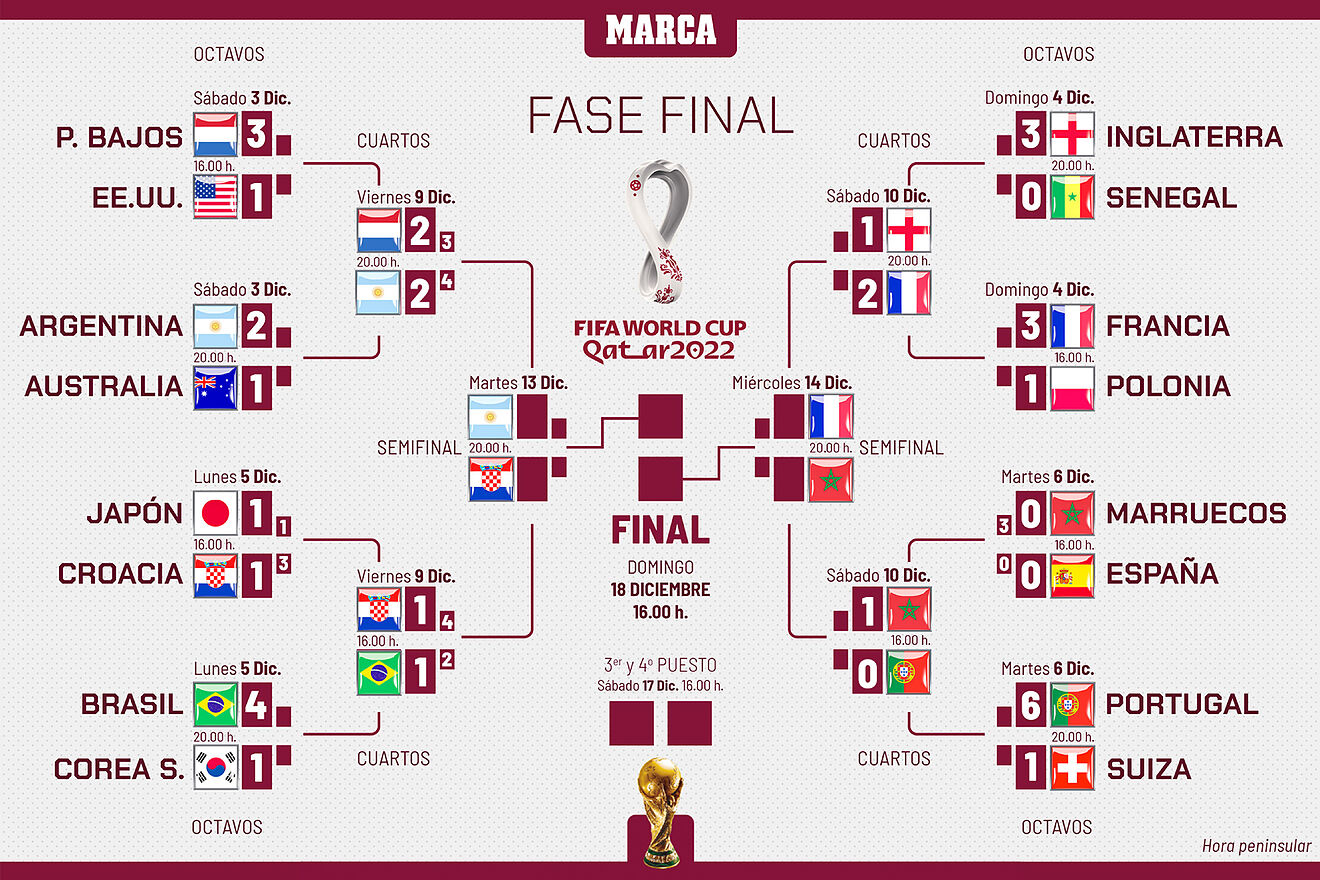 MARCA
FASE FINAL
OCTAVOS
Sábado 3 Dic.
P. BAJOS 3
16.00 h.
EE.UU. 1
Sábado 3 Dic.
ARGENTINA 2
20.00 h.
AUSTRALIA 1
Lunes 5 Dic.
JAPÓN 1 1
16.00 h.
CROACIA 1 3
Lunes 5 Dic.
BRASIL 4
20.00 h.
COREA S. 1
OCTAVOS
CUARTOS
Viernes 9 Dic.
2 3
20.00 h.
2 4
Viernes 9 Dic.
1 4
16.00 h.
1 2
CUARTOS
Martes 13 Dic.
SEMIFINAL 20.00 h.
FIFA WORLD CUP
Qatar2022
FINAL
DOMINGO
18 DICIEMBRE
16.00 h.
3er y 4º PUESTO
Sábado 17 Dic. 16.00 h.
Miércoles 14 Dic.
20.00 h. SEMIFINAL
CUARTOS
Sábado 10 Dic.
1
20.00 h.
2
Sábado 10 Dic.
1
16.00 h.
0
CUARTOS
OCTAVOS
Domingo 4 Dic.
3 INGLATERRA
20.00 h.
0 SENEGAL
Domingo 4 Dic.
3 FRANCIA
16.00 h.
1 POLONIA
Martes 6 Dic.
3 0 MARRUECOS
16.00 h.
0 0 ESPAÑA
Martes 6 Dic.
6 PORTUGAL
20.00 h.
1 SUIZA
OCTAVOS
Hora peninsular